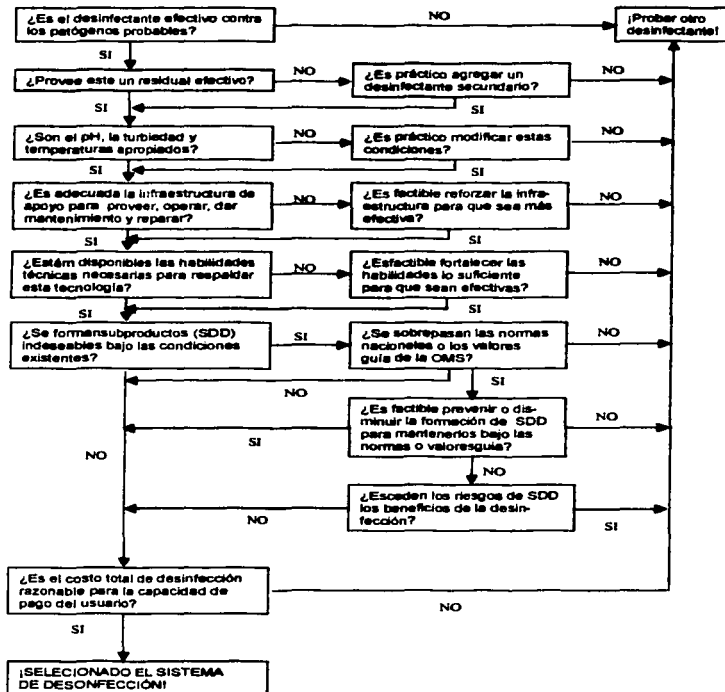 ¿Es el desinfectante efectivo contra
los patógenos probables?
NO
¡Probar otro
desinfectante!
SI
¿Provee este un residual efectivo?
NO
¿Es práctico agregar un
desinfectante secundario?
NO
SI
SI
¿Son el pH, la turbiedad y
temperaturas apropiados?
NO
¿Es práctico modificar estas
condiciones?
NO
SI
SI
¿Es adecuada la infraestructura de
apoyo para proveer, operar, dar
mantenimiento y reparar?
NO
¿Es factible reforzar la infra-
estructura para que sea más
efectiva?
NO
SI
SI
¿Estám disponibles las habilidades
técnicas necesarias para respaldar
esta tecnología?
NO
¿Esfactible fortalecer las
habilidades lo suficiente
para que sean efectivas?
NO
SI
SI
¿Se formansubproductos (SDD)
indeseables bajo las condiciones
existentes?
SI
¿Se sobrepasan las normas
nacionales o los valores
guía de la OMS?
NO
NO
SI
¿Es factible prevenir o dis-
minuir la formación de SDD
para mantenerlos bajo las
normas o valoresguia?
NO
SI
NO
NO
¿Esceden los riesgos de SDD
los beneficios de la desin-
fección?
NO
SI
¿Es el costo total de desinfección
razonable para la capacidad de
pago del usuario?
NO
SI
¡SELECIONADO EL SISTEMA
DE DESONFECCIÓN!